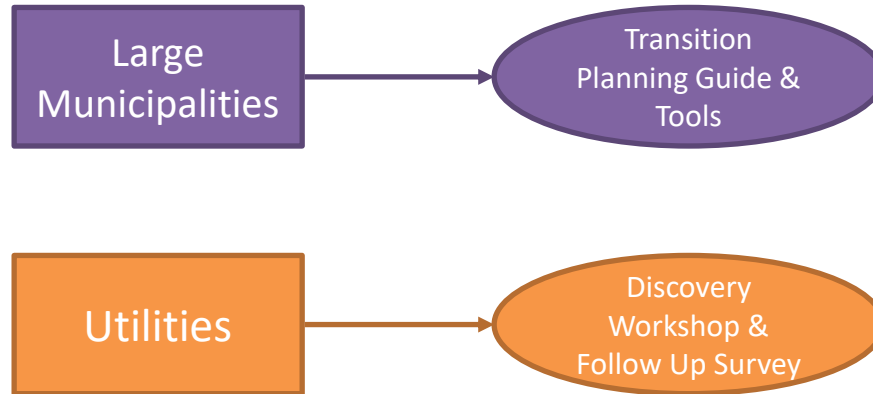 Large
Municipalities
Transition
Planning Guide &
Tools
Utilities
Discovery
Workshop &
Follow Up Survey